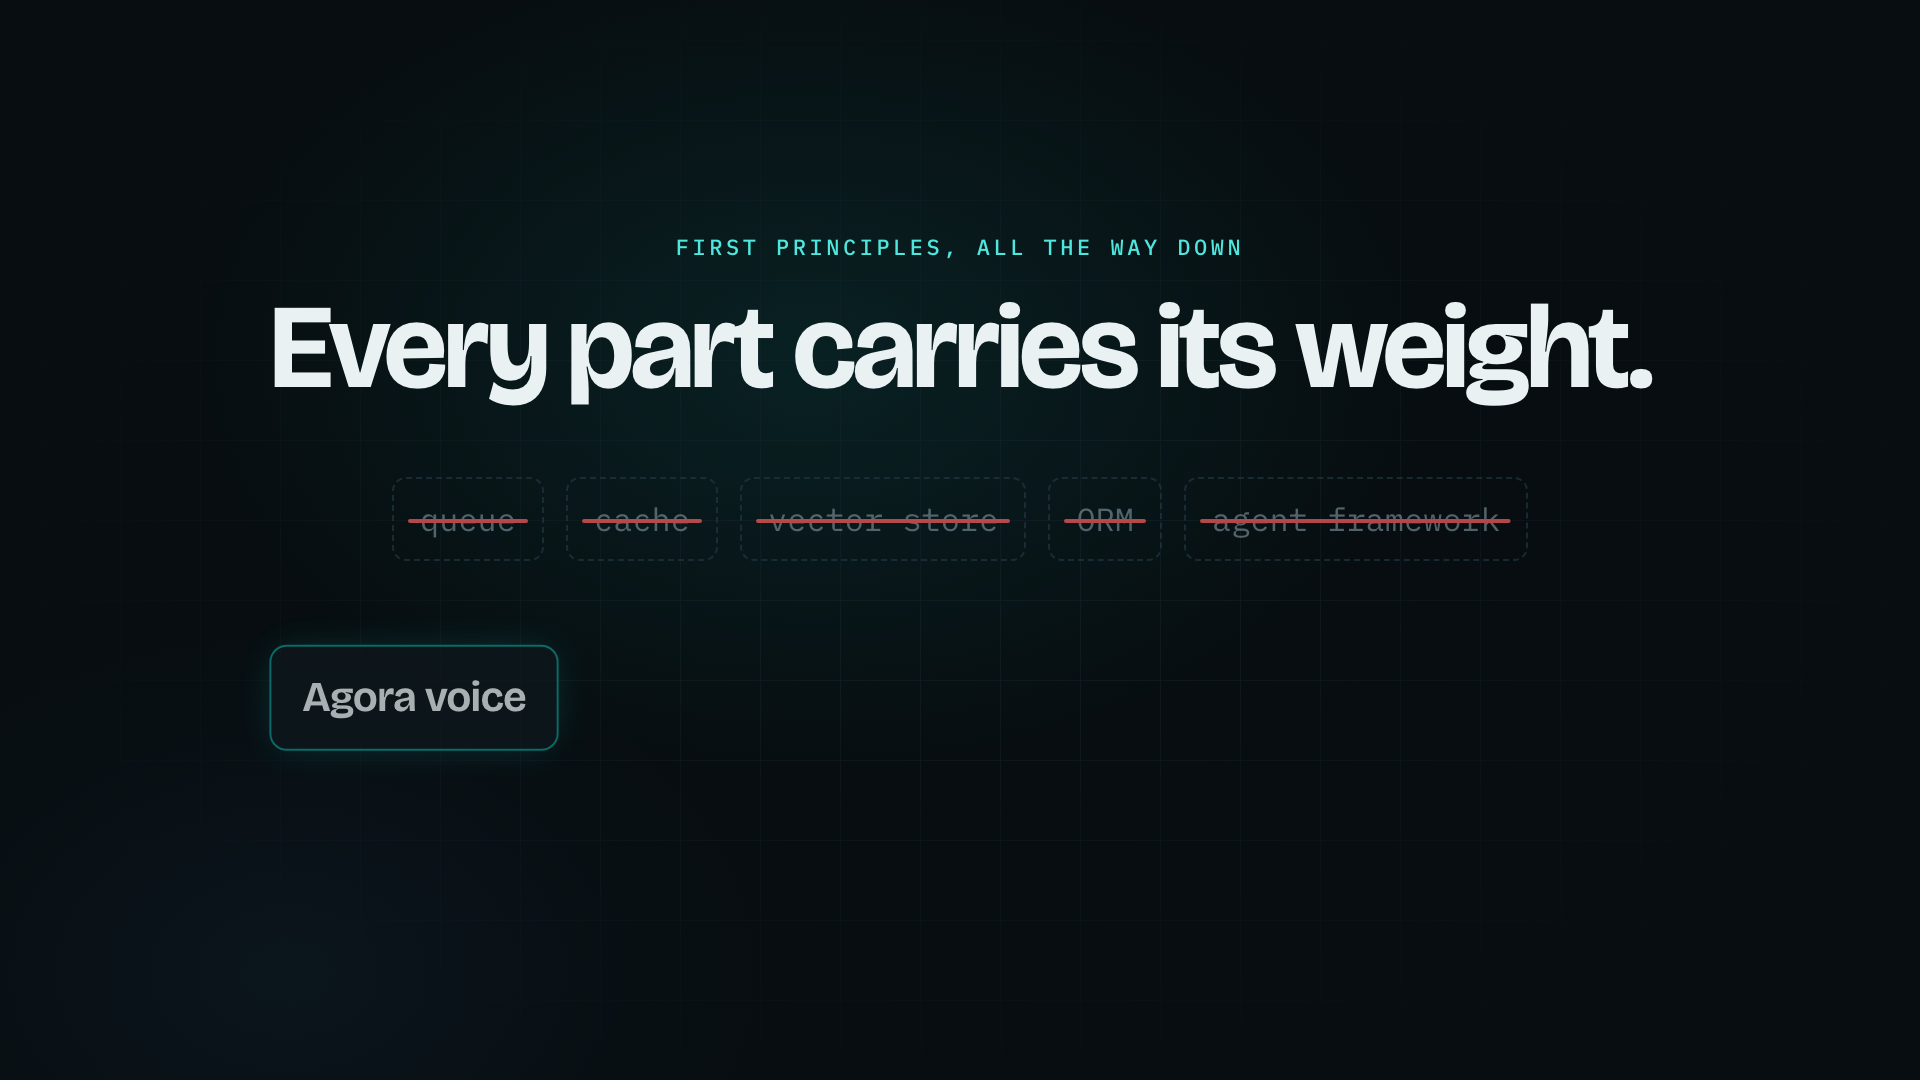 FIRST PRINCIPLES, ALL THE WAY DOWN
Every part carries its weight.
queue cache vector store ORM agent framework
Agora voice